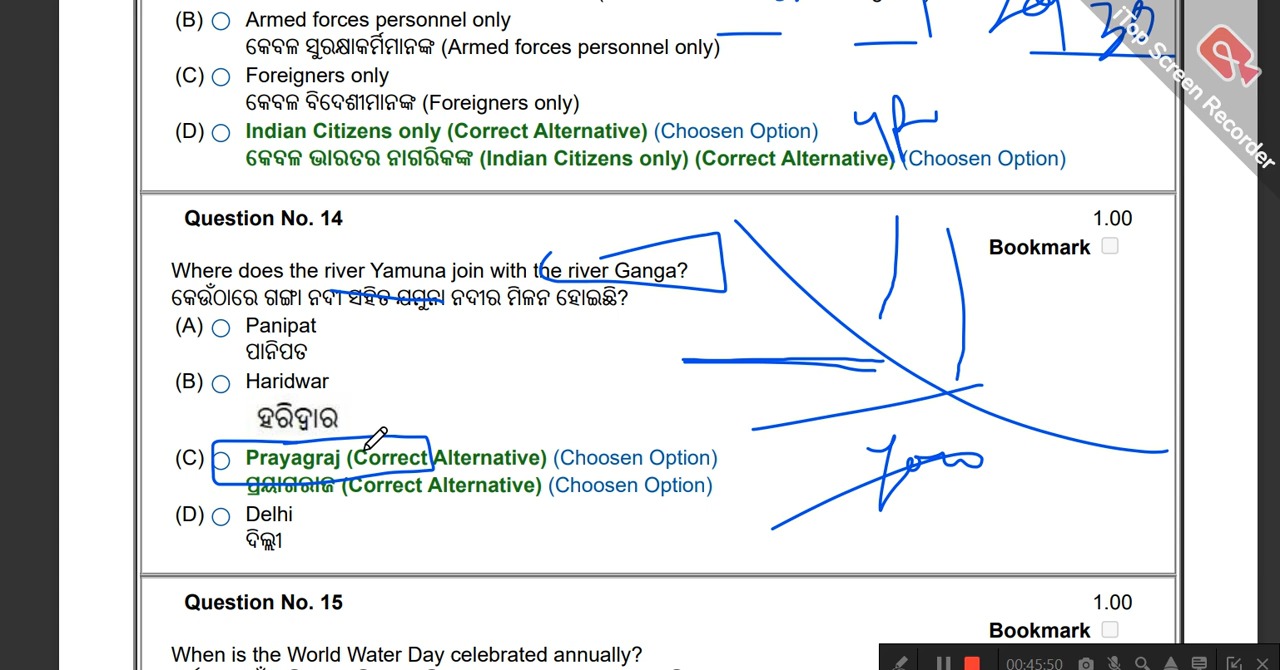 (B) Armed forces personnel only
କେବଳ ସୁରକ୍ଷାକର୍ମିମାନଙ୍କ (Armed forces personnel only)
(C) Foreigners only
କେବଳ ବିଦେଶୀମାନଙ୍କ (Foreigners only)
(D) Indian Citizens only (Correct Alternative) (Choosen Option)
କେବଳ ଭାରତର ନାଗରିକଙ୍କ (Indian Citizens only) (Correct Alternative) (Choosen Option)
Question No. 14 1.00
Bookmark
Where does the river Yamuna join with the river Ganga?
କେଉଁଠାରେ ଗଙ୍ଗା ନଦୀ ସହିତ ଯମୁନା ନଦୀର ମିଳନ ହୋଇଛି?
(A) Panipat
ପାନିପତ
(B) Haridwar
ହରିଦ୍ଵାର
(C) Prayagraj (Correct Alternative) (Choosen Option)
ପ୍ରୟାଗରାଜ (Correct Alternative) (Choosen Option)
(D) Delhi
ଦିଲ୍ଲୀ
Question No. 15 1.00
Bookmark
When is the World Water Day celebrated annually?
iTop Screen Recorder
00:45:50